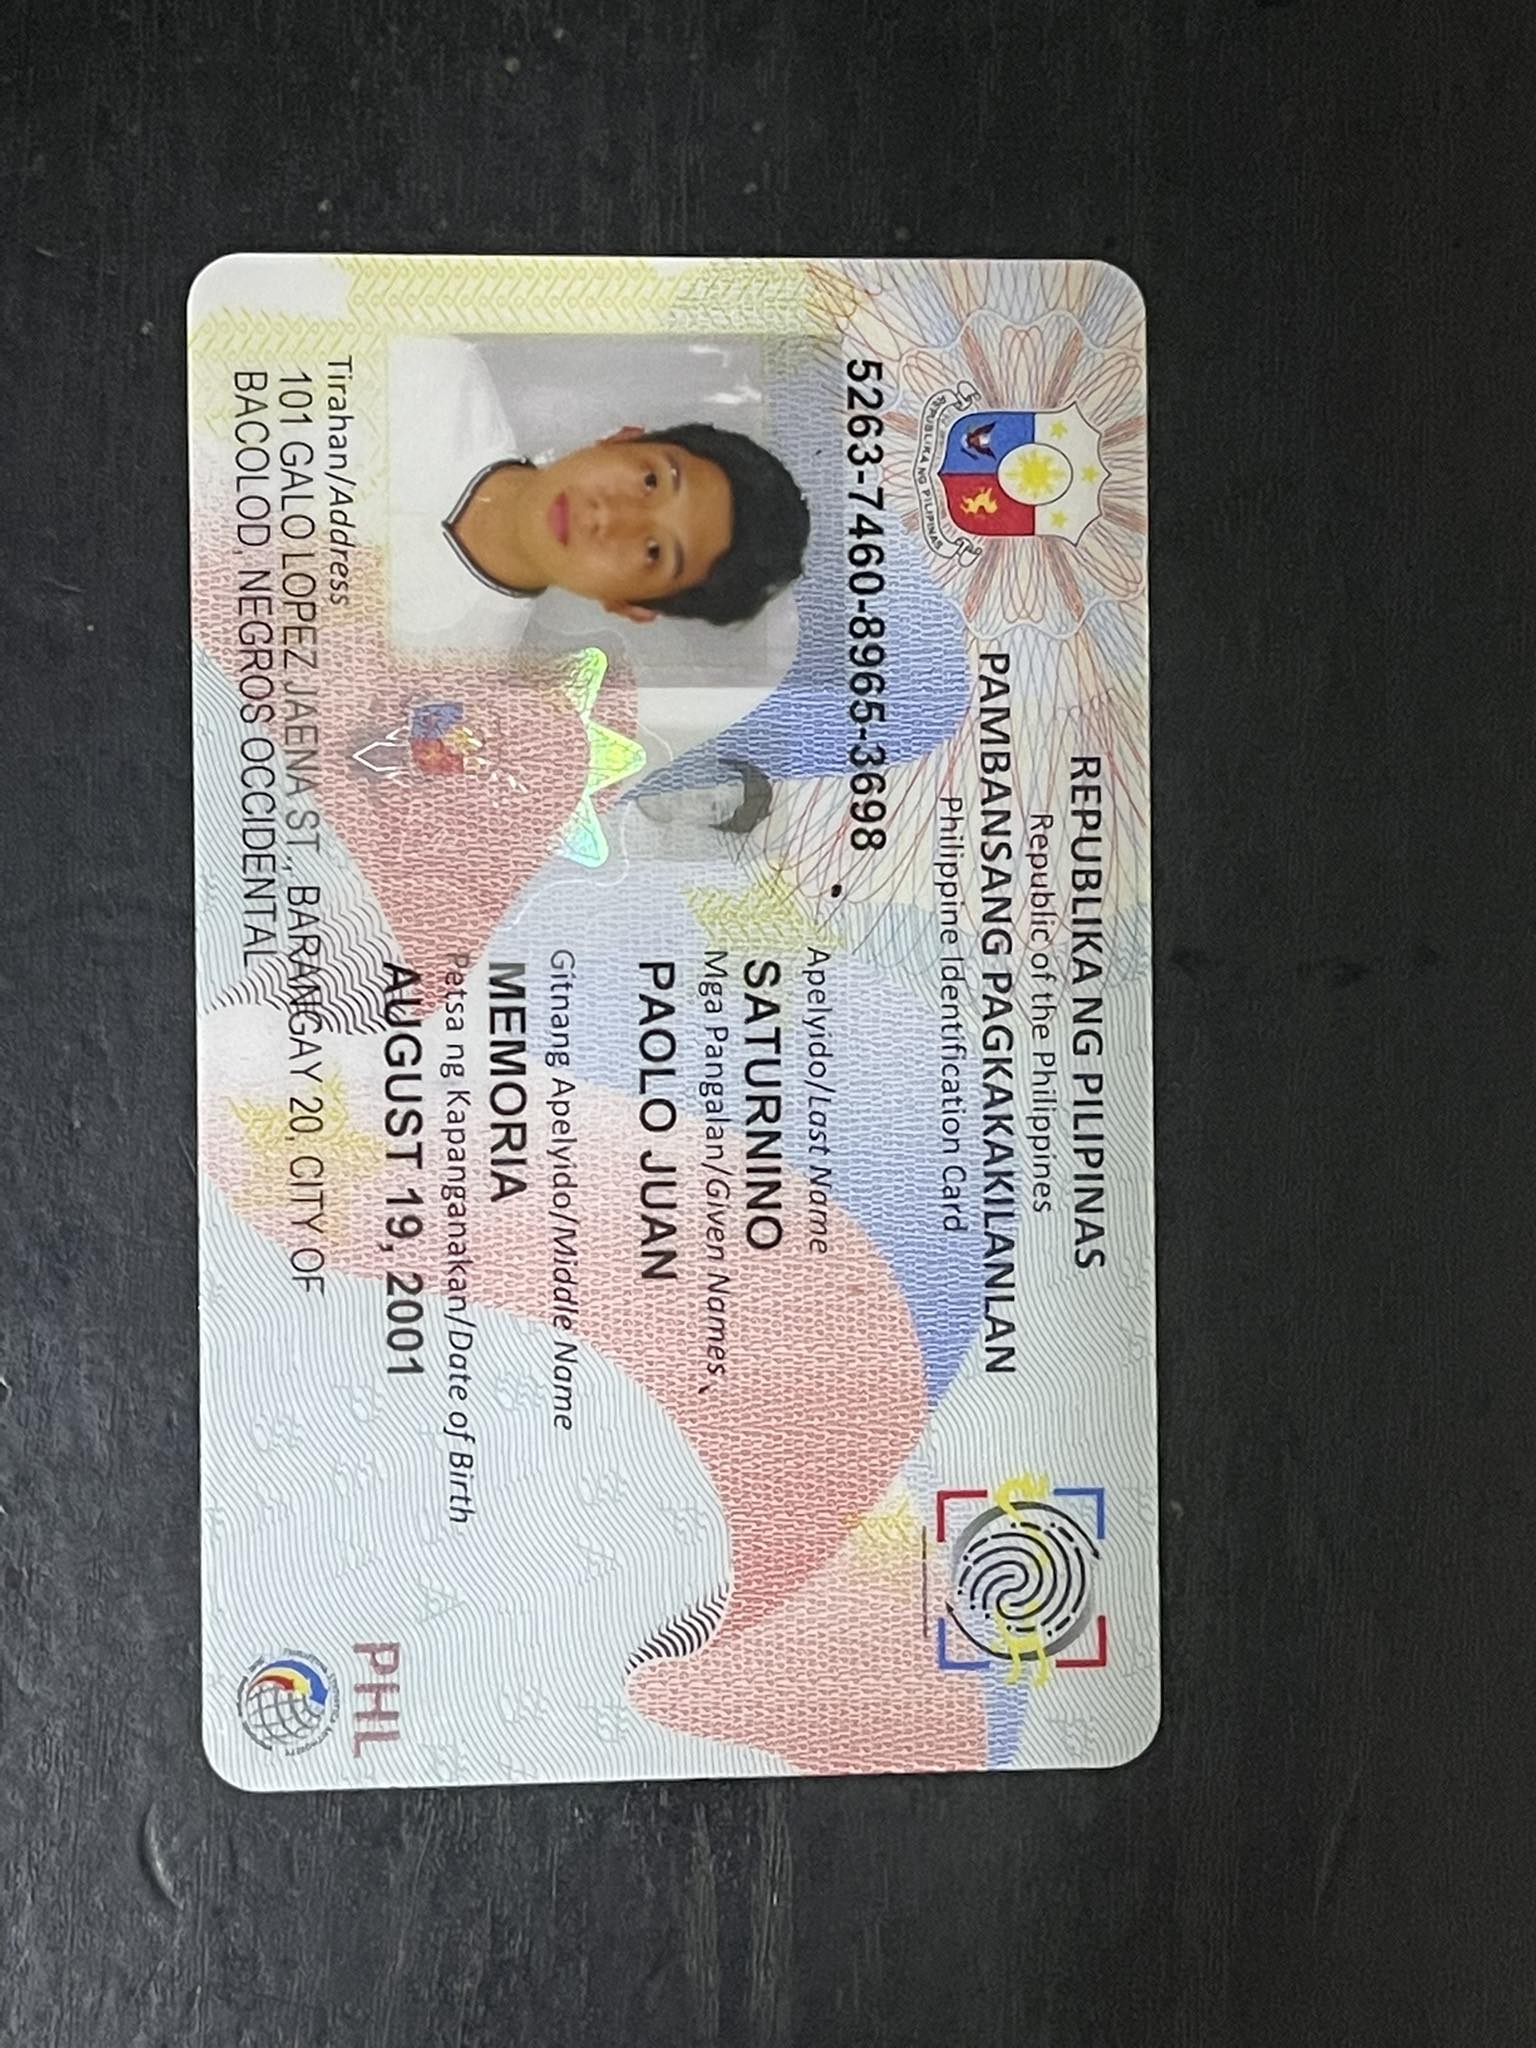 REPUBLIKA NG PILIPINAS
Republic of the Philippines
PAMBANSANG PAGKAKAKILANLAN
Philippine Identification Card
REPUBLIKA NG PILIPINAS
5263-7460-8965-3698
Apelyido/Last Name
SATURNINO
Mga Pangalan/Given Names
PAOLO JUAN
Gitnang Apelyido/Middle Name
MEMORIA
Petsa ng Kapanganakan/Date of Birth
AUGUST 19, 2001
Tirahan/Address
101 GALO LOPEZ JAENA ST., BARANGAY 20, CITY OF
BACOLOD, NEGROS OCCIDENTAL
PHL